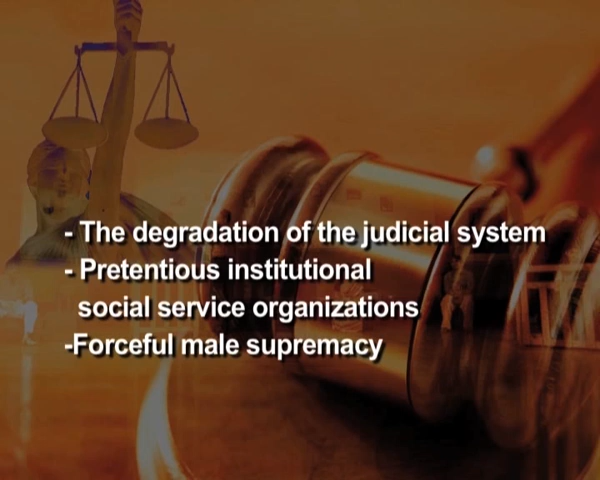 - The degradation of the judicial system
- Pretentious institutional
social service organizations
-Forceful male supremacy